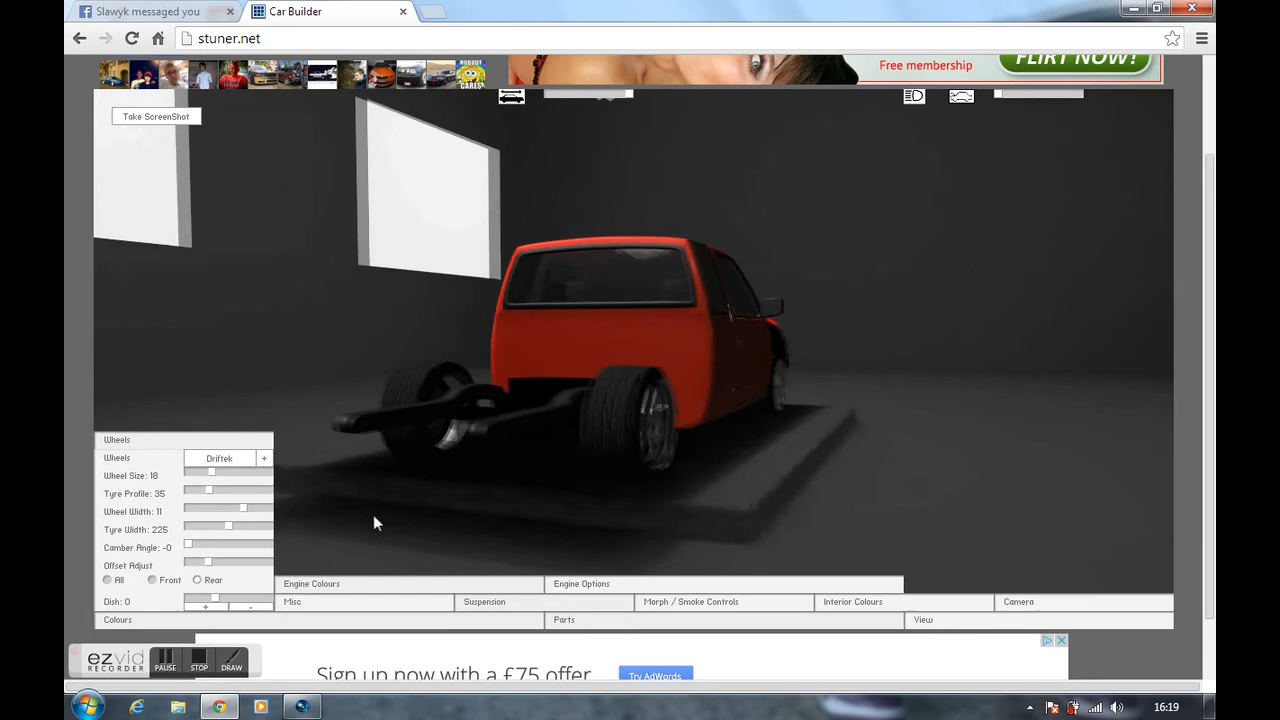 Slawyk messaged you
Car Builder
stuner.net
Free membership
FLIRT NOW!
NOBODY
CARES
Take ScreenShot
Wheels
Wheels
Driftek
+
Wheel Size: 18
Tyre Profile: 35
Wheel Width: 11
Tyre Width: 225
Camber Angle: -0
Offset Adjust
All
Front
Rear
Dish: 0
+
-
Engine Colours
Engine Options
Misc
Suspension
Morph / Smoke Controls
Interior Colours
Camera
Colours
Parts
View
ezvid
RECORDER
PAUSE
STOP
DRAW
Sign up now with a £75 offer
Try AdWords
16:19